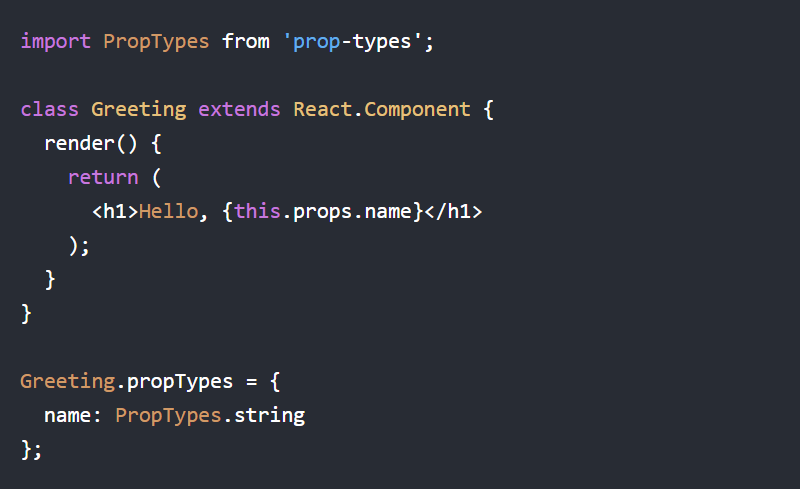 import PropTypes from 'prop-types';

class Greeting extends React.Component {
  render() {
    return (
      <h1>Hello, {this.props.name}</h1>
    );
  }
}

Greeting.propTypes = {
  name: PropTypes.string
};